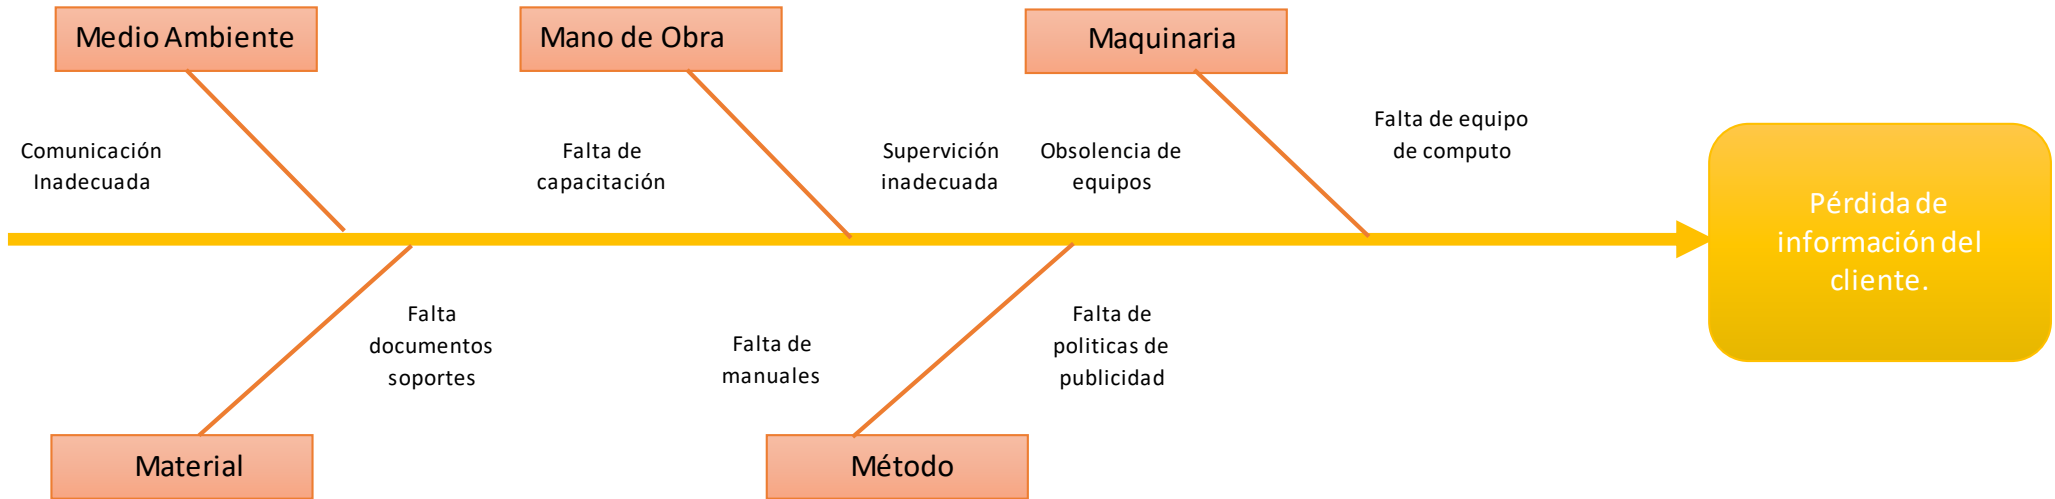 Medio Ambiente
Mano de Obra
Maquinaria
Comunicación
Inadecuada
Falta de
capacitación
Supervición
inadecuada
Obsolencia de
equipos
Falta de equipo
de computo
Pérdida de
información del
cliente.
Falta
documentos
soportes
Falta de
manuales
Falta de
politicas de
publicidad
Material
Método